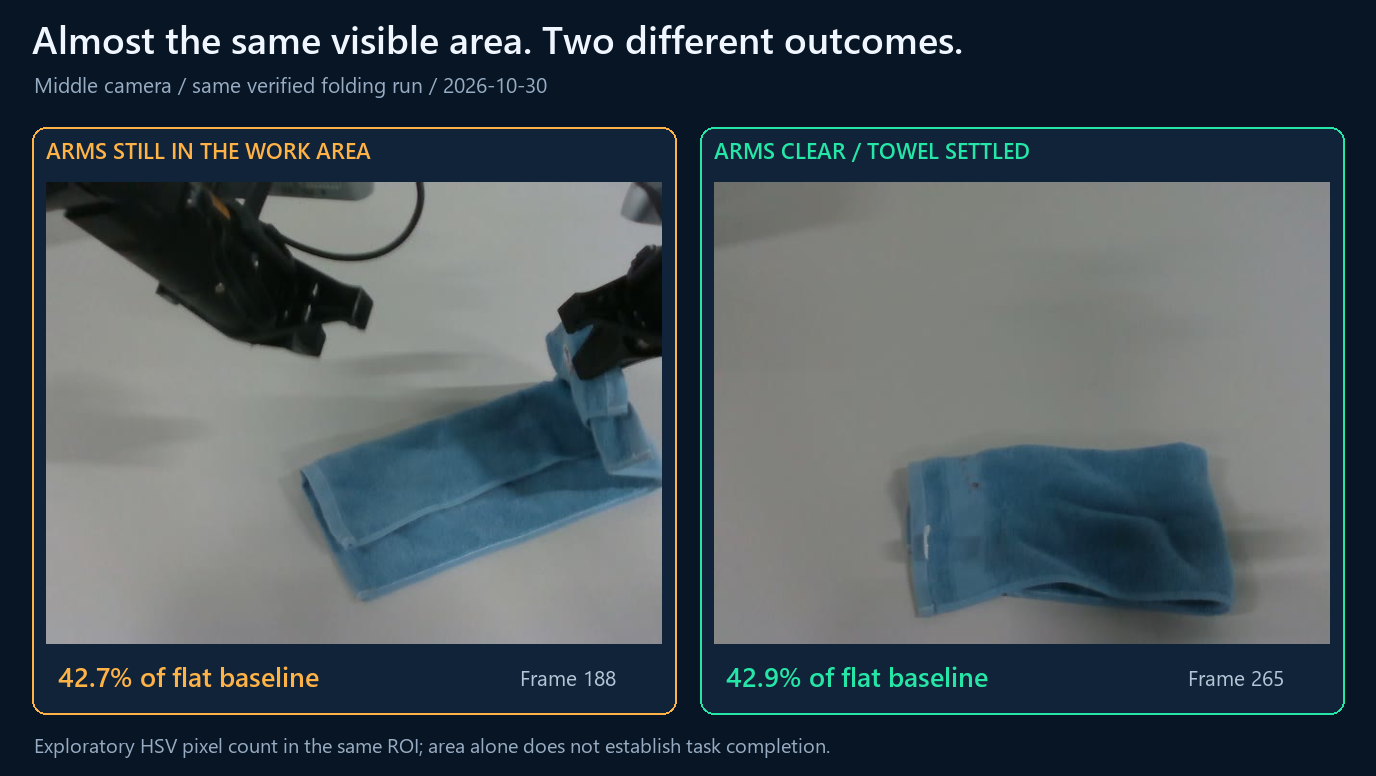 Almost the same visible area. Two different outcomes.
Middle camera / same verified folding run / 2026-10-30
ARMS STILL IN THE WORK AREA
ARMS CLEAR / TOWEL SETTLED
42.7% of flat baseline
Frame 188
42.9% of flat baseline
Frame 265
Exploratory HSV pixel count in the same ROI; area alone does not establish task completion.